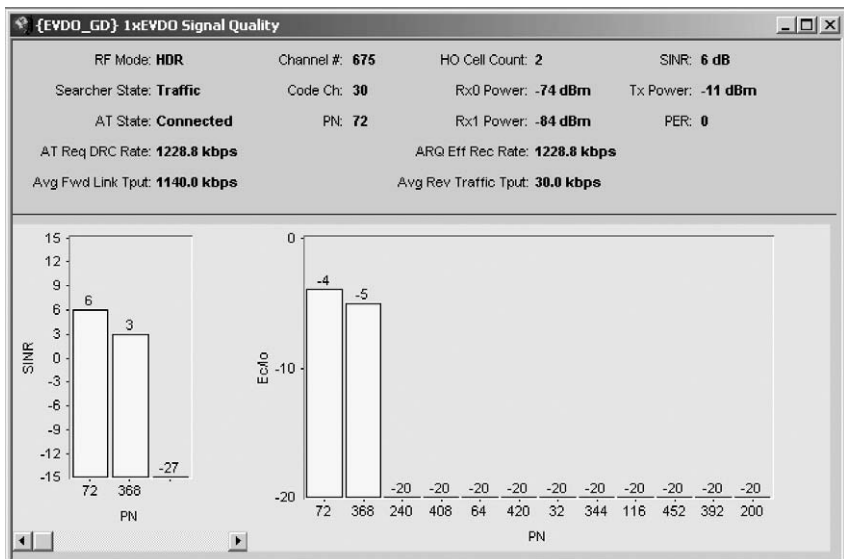 {EVDO_GD} 1xEVDO Signal Quality
RF Mode: HDR Channel #: 675 HO Cell Count: 2 SINR: 6 dB
Searcher State: Traffic Code Ch: 30 Rx0 Power: -74 dBm Tx Power: -11 dBm
AT State: Connected PN: 72 Rx1 Power: -84 dBm PER: 0
AT Req DRC Rate: 1228.8 kbps ARQ Eff Rec Rate: 1228.8 kbps
Avg Fwd Link Tput: 1140.0 kbps Avg Rev Traffic Tput: 30.0 kbps
SINR
15
12
9
6
3
0
-3
-6
-9
-12
-15
6
3
-27
72 368 -
PN
Ec/Io
0
-10
-20
-4
-5
-20 -20 -20 -20 -20 -20 -20 -20 -20 -20
72 368 240 408 64 420 32 344 116 452 392 200
PN